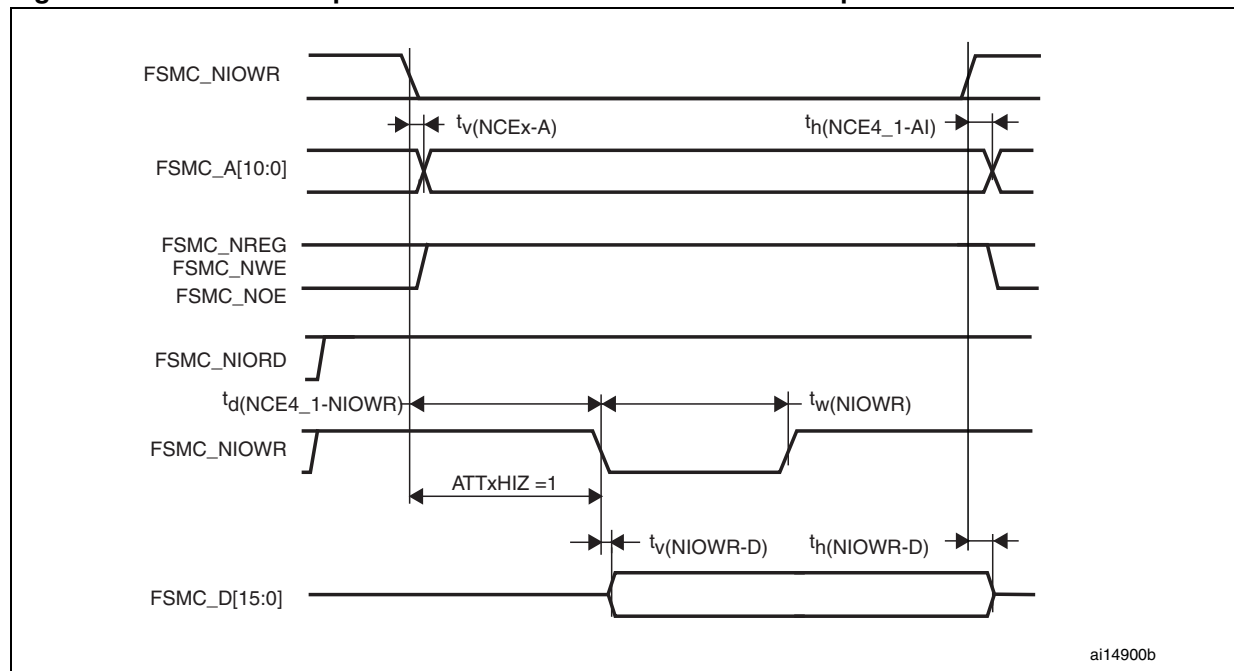 FSMC_NIOWR
tv(NCEx-A)
th(NCE4_1-AI)
FSMC_A[10:0]
FSMC_NREG
FSMC_NWE
FSMC_NOE
FSMC_NIORD
td(NCE4_1-NIOWR)
tw(NIOWR)
FSMC_NIOWR
ATTxHIZ =1
tv(NIOWR-D)
th(NIOWR-D)
FSMC_D[15:0]
ai14900b